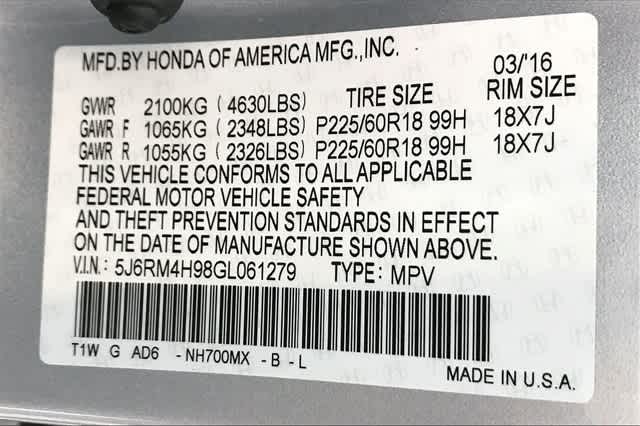 MFD.BY HONDA OF AMERICA MFG.,INC. 03/'16
GVWR 2100KG (4630LBS) TIRE SIZE RIM SIZE
GAWR F 1065KG (2348LBS) P225/60R18 99H 18X7J
GAWR R 1055KG (2326LBS) P225/60R18 99H 18X7J
THIS VEHICLE CONFORMS TO ALL APPLICABLE
FEDERAL MOTOR VEHICLE SAFETY
AND THEFT PREVENTION STANDARDS IN EFFECT
ON THE DATE OF MANUFACTURE SHOWN ABOVE.
V.I.N.: 5J6RM4H98GL061279 TYPE: MPV
T1W G AD6 -NH700MX -B-L
MADE IN U.S.A.